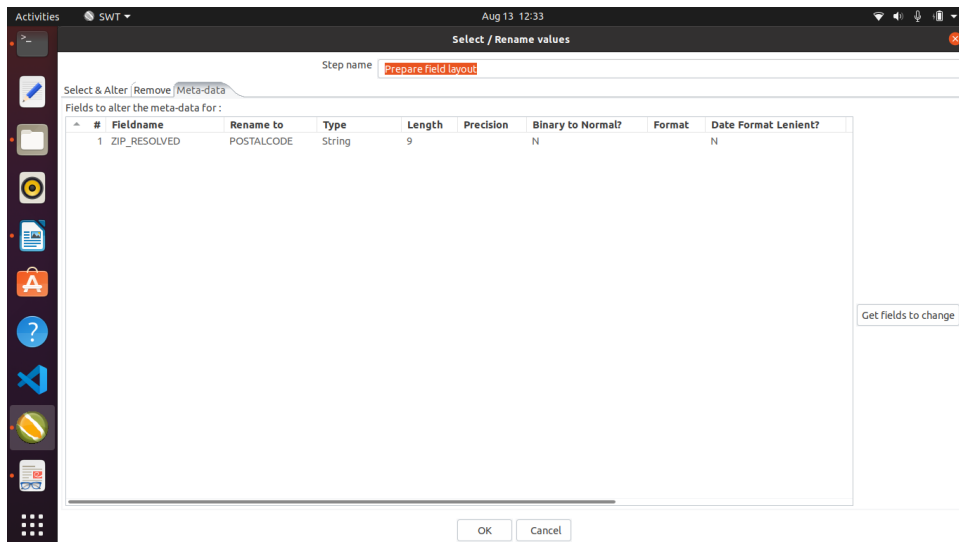 Activities SWT Aug 13 12:33
Select / Rename values
Step name Prepare field layout
Select & Alter Remove Meta-data
Fields to alter the meta-data for :
# Fieldname Rename to Type Length Precision Binary to Normal? Format Date Format Lenient?
1 ZIP_RESOLVED POSTALCODE String 9 N N
Get fields to change
OK Cancel